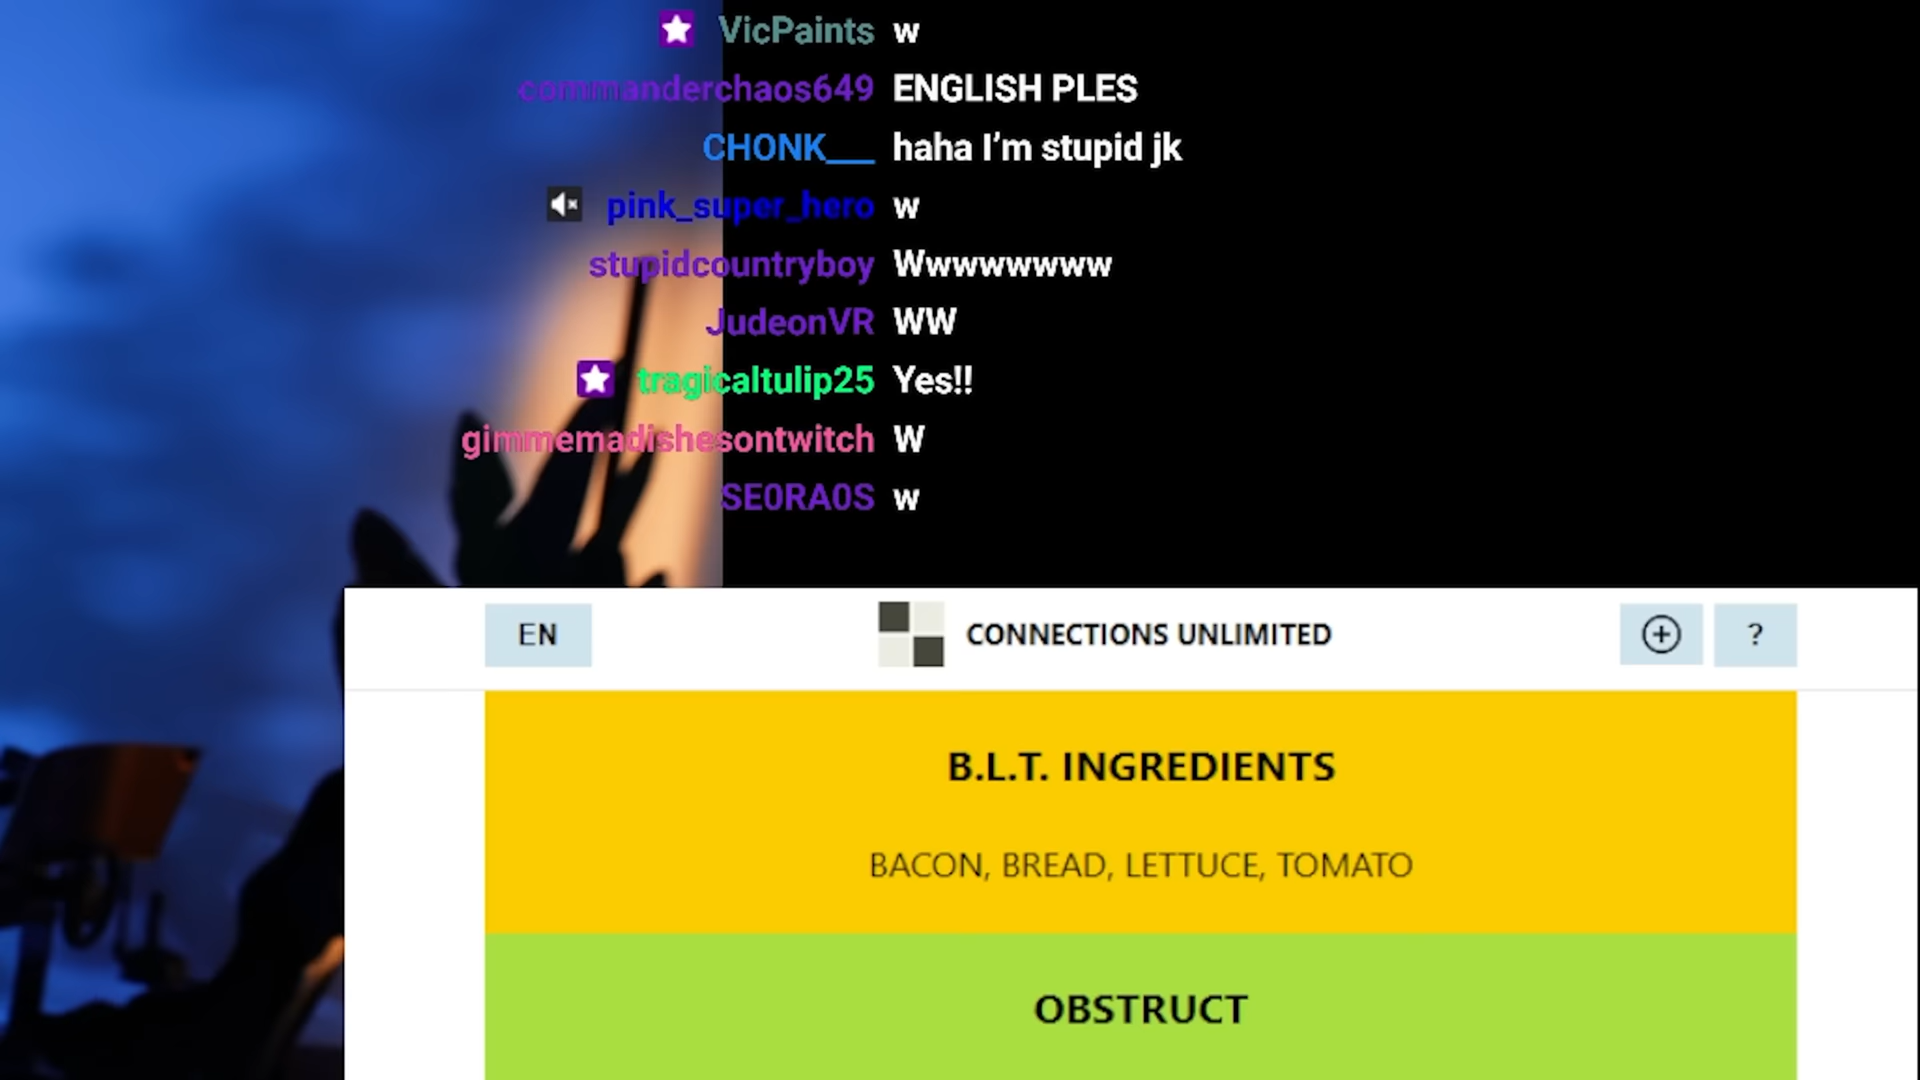 VicPaints w
commanderchaos649 ENGLISH PLES
CHONK___ haha I'm stupid jk
pink_super_hero w
stupidcountryboy Wwwwwwww
JudeonVR WW
tragicaltulip25 Yes!!
gimmemadishesontwitch W
SE0RA0S w
EN CONNECTIONS UNLIMITED ?
B.L.T. INGREDIENTS
BACON, BREAD, LETTUCE, TOMATO
OBSTRUCT